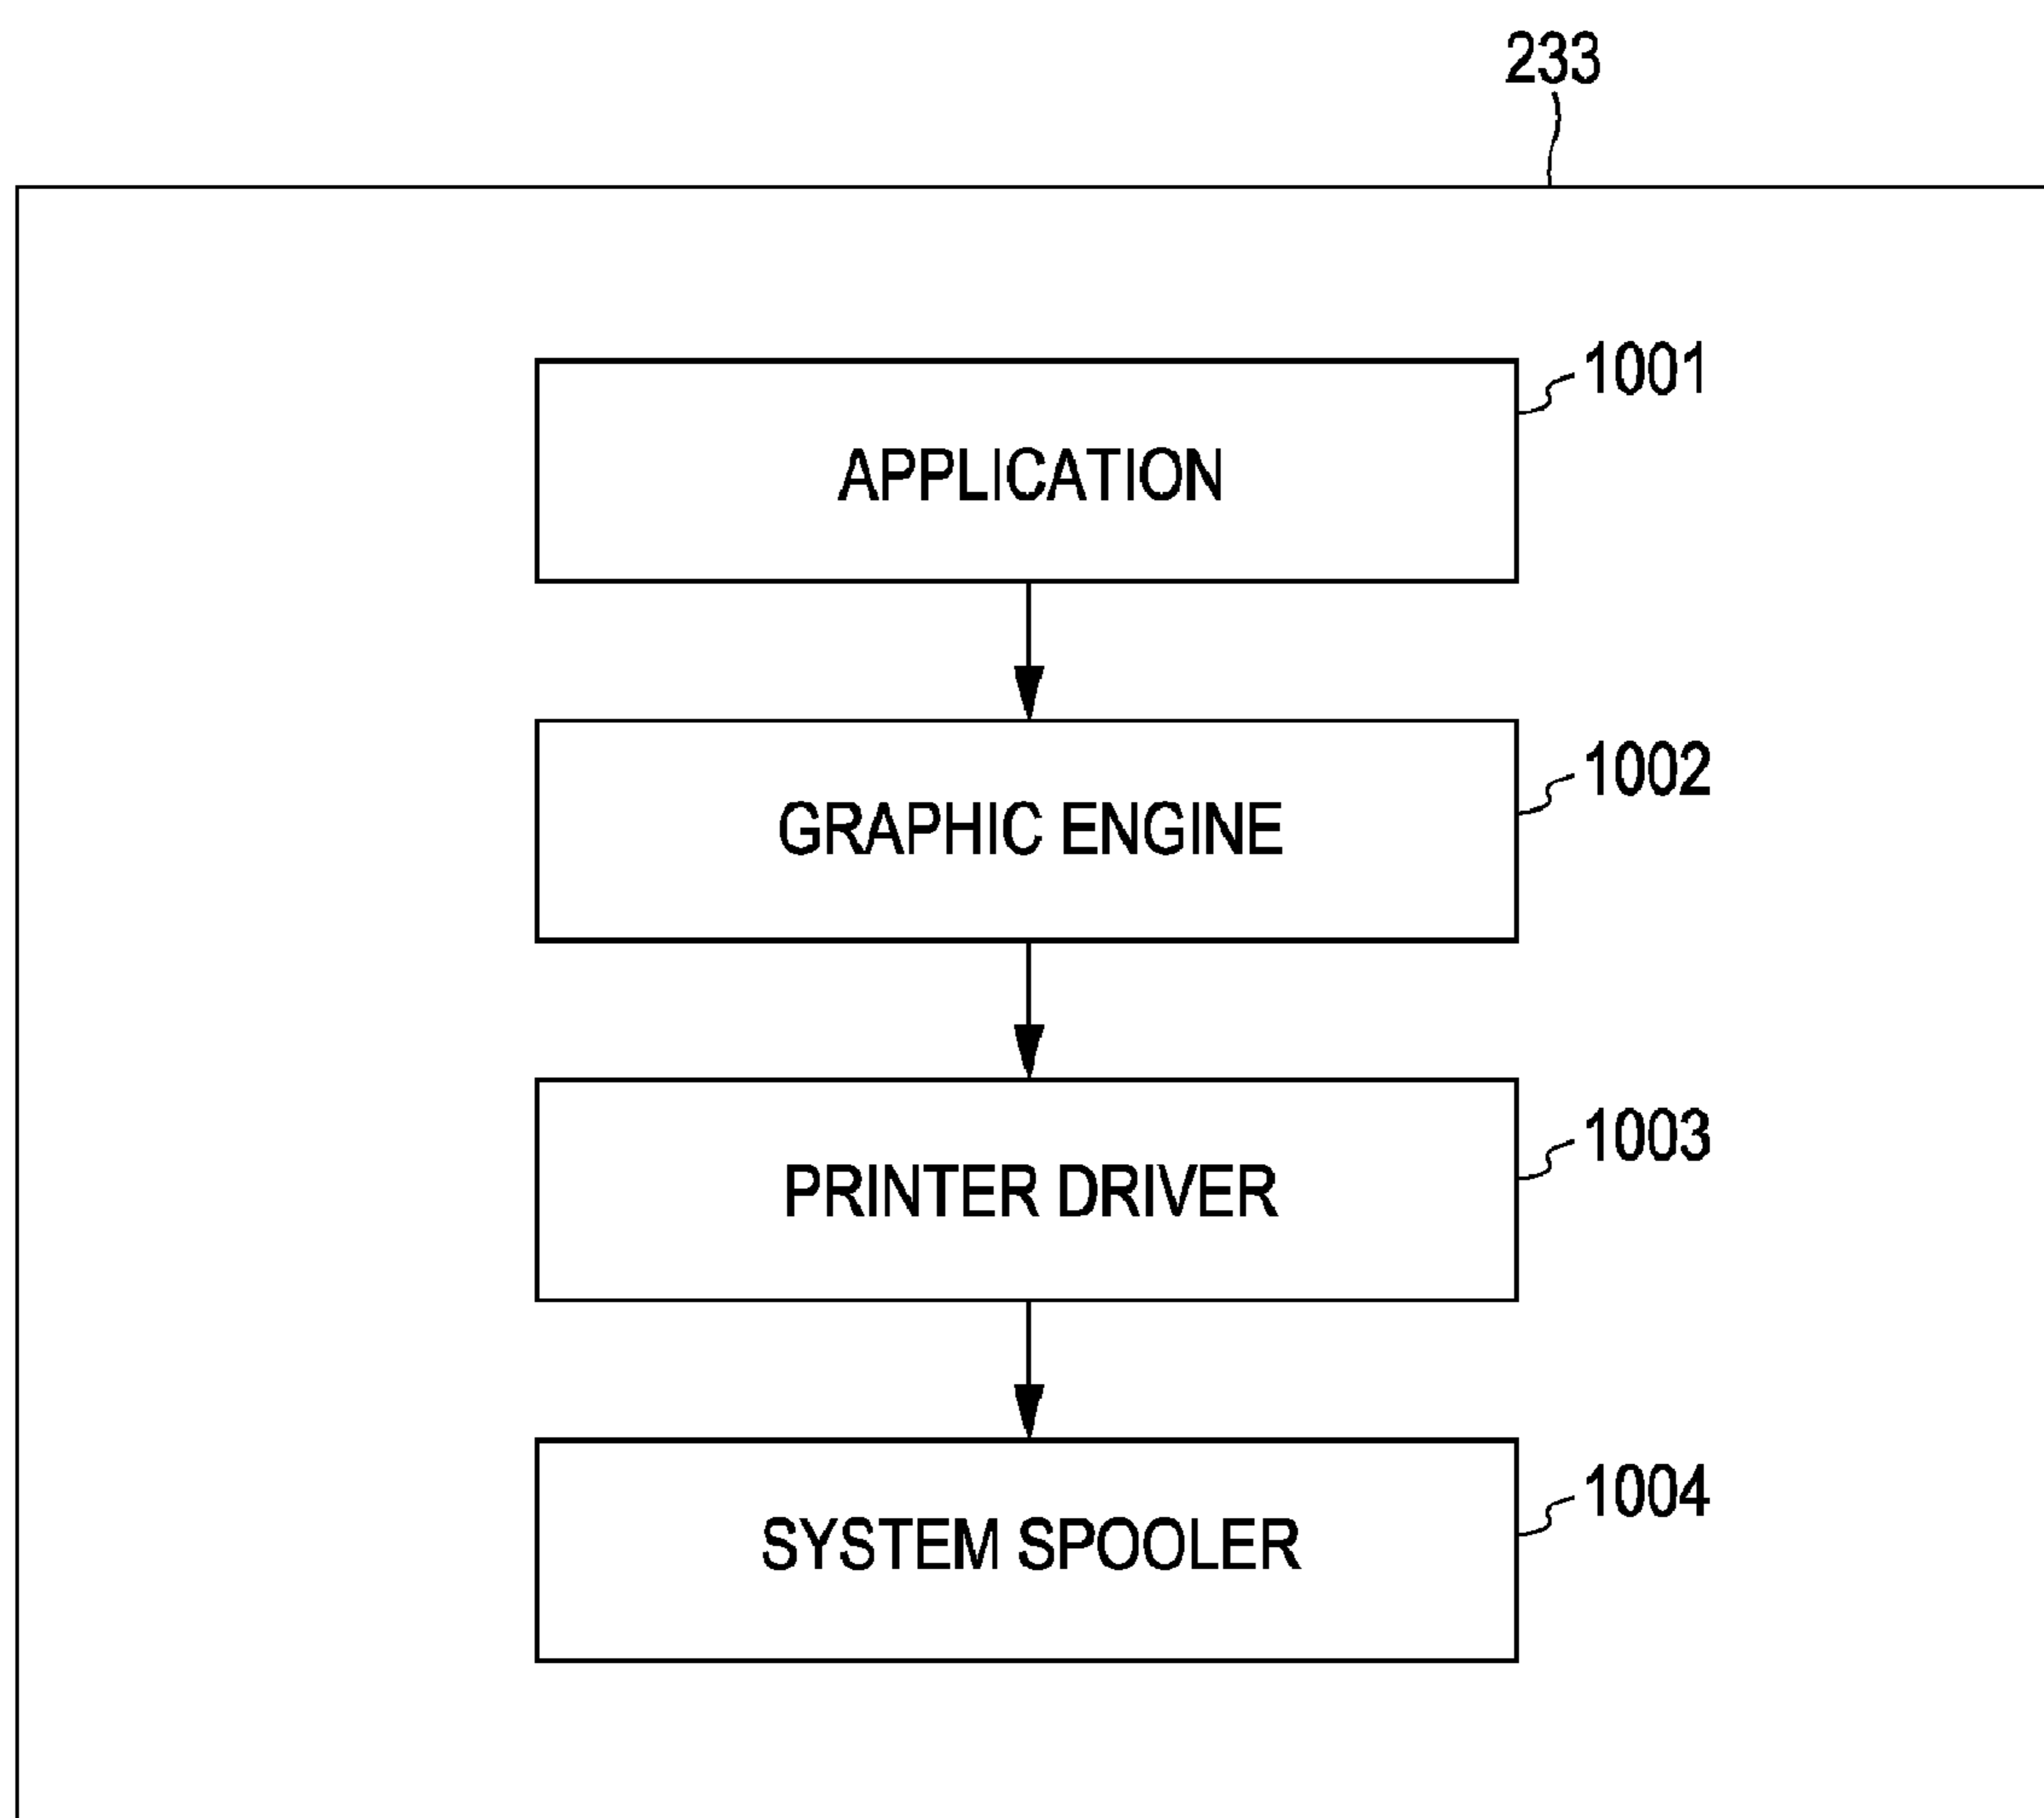 233
1001
APPLICATION
1002
GRAPHIC ENGINE
1003
PRINTER DRIVER
1004
SYSTEM SPOOLER